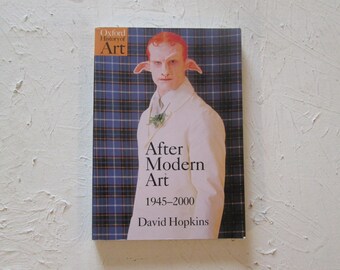 Oxford
History of
Art
After
Modern
Art
1945–2000
David Hopkins